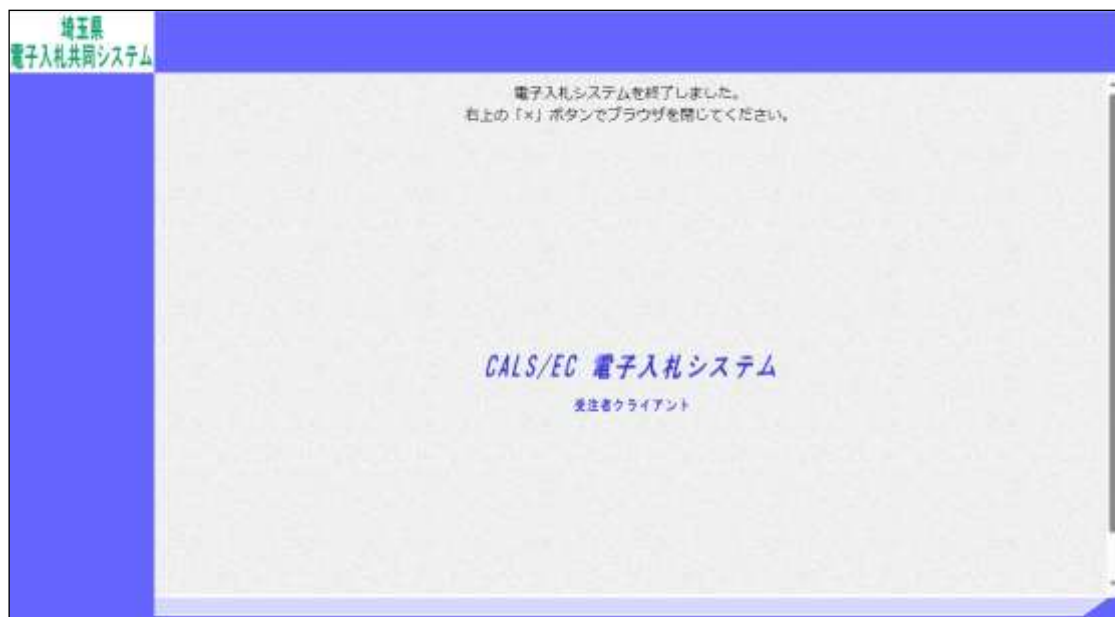 埼玉県
電子入札共同システム
電子入札システムを終了しました。
右上の「×」ボタンでブラウザを閉じてください。
CALS/EC 電子入札システム
受注者クライアント